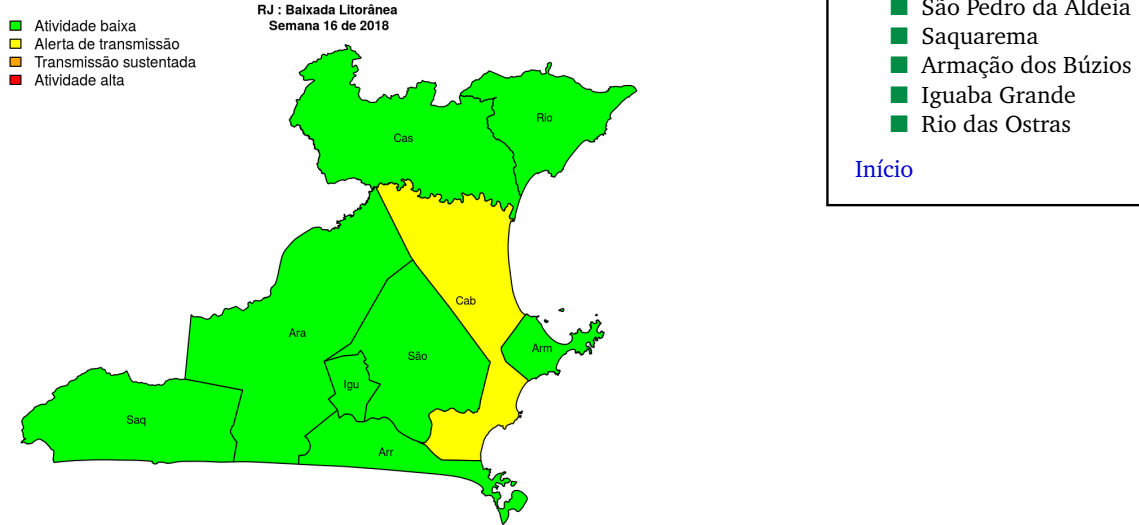 RJ : Baixada Litorânea
Semana 16 de 2018
Atividade baixa
Alerta de transmissão
Transmissão sustentada
Atividade alta
Rio
Cas
Cab
Ara
São
Arm
Igu
Saq
Arr
São Pedro da Aldeia
Saquarema
Armação dos Búzios
Iguaba Grande
Rio das Ostras
Início